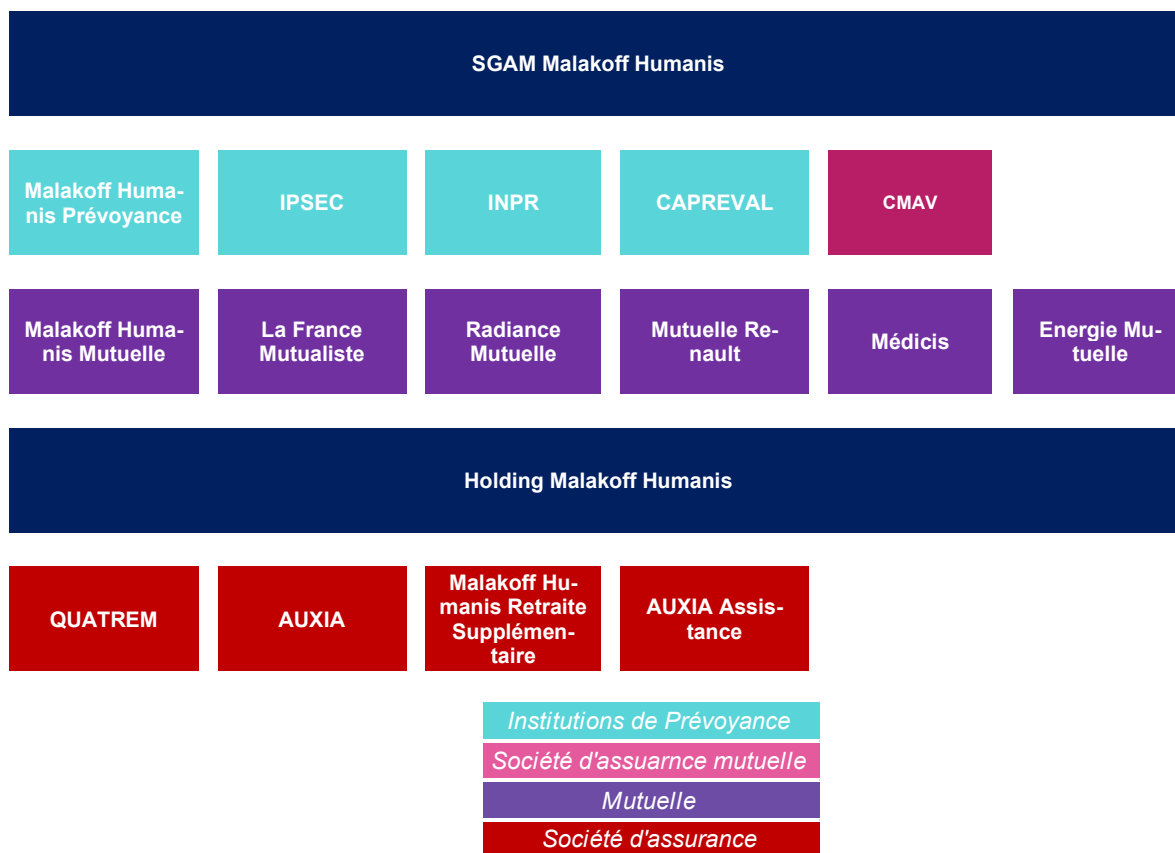 SGAM Malakoff Humanis
Malakoff Huma-
nis Prévoyance
IPSEC
INPR
CAPREVAL
CMAV
Malakoff Huma-
nis Mutuelle
La France
Mutualiste
Radiance
Mutuelle
Mutuelle Re-
nault
Médicis
Energie Mu-
tuelle
Holding Malakoff Humanis
QUATREM
AUXIA
Malakoff Hu-
manis Retraite
Supplémen-
taire
AUXIA Assis-
tance
Institutions de Prévoyance
Société d'assuarnce mutuelle
Mutuelle
Société d'assurance